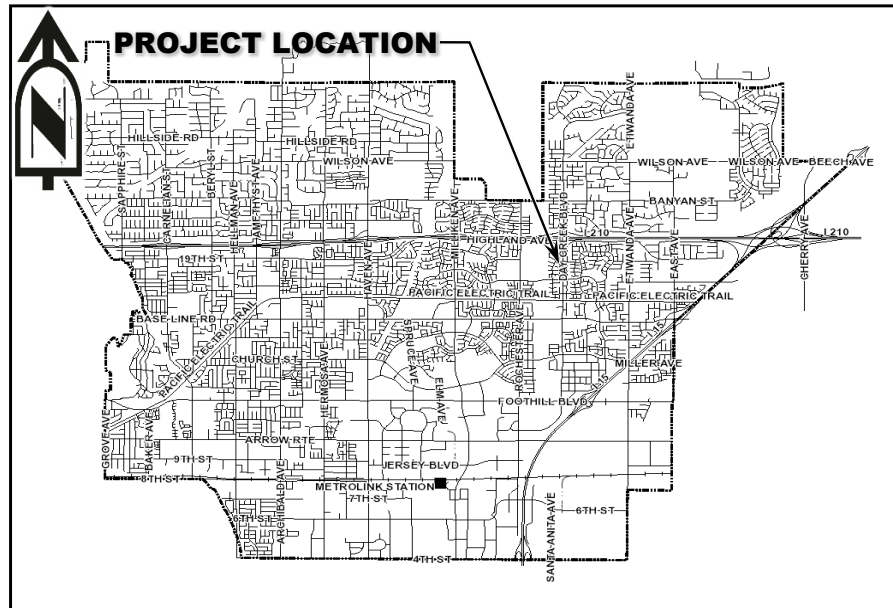 PROJECT LOCATION
N
HILLSIDE RD
HILLSIDE RD
WILSON AVE
WILSON AVE
WILSON AVE
BEECH AVE
ETIWANDA AVE
SAPPHIRE ST
CARNELIAN ST
BERYL ST
HELLMAN AVE
AMETHYST AVE
BANYAN ST
MILLIKEN AVE
HAVEN AVE
HIGHLAND AVE
DAY CREEK BLVD
I 210
I 210
ETIWANDA AVE
EAST AVE
CHERRY AVE
19TH ST
PACIFIC ELECTRIC TRAIL
PACIFIC ELECTRIC TRAIL
BASE LINE RD
PACIFIC ELECTRIC TRAIL
ROCHESTER AVE
I 15
SPRUCE AVE
CHURCH ST
HERMOSA AVE
MILLER AVE
ELM AVE
I 15
FOOTHILL BLVD
GROVE AVE
BAKER AVE
ARROW RTE
9TH ST
JERSEY BLVD
8TH ST
METROLINK STATION
7TH ST
ARCHIBALD AVE
6TH ST
6TH ST
SANTA ANITA AVE
4TH ST